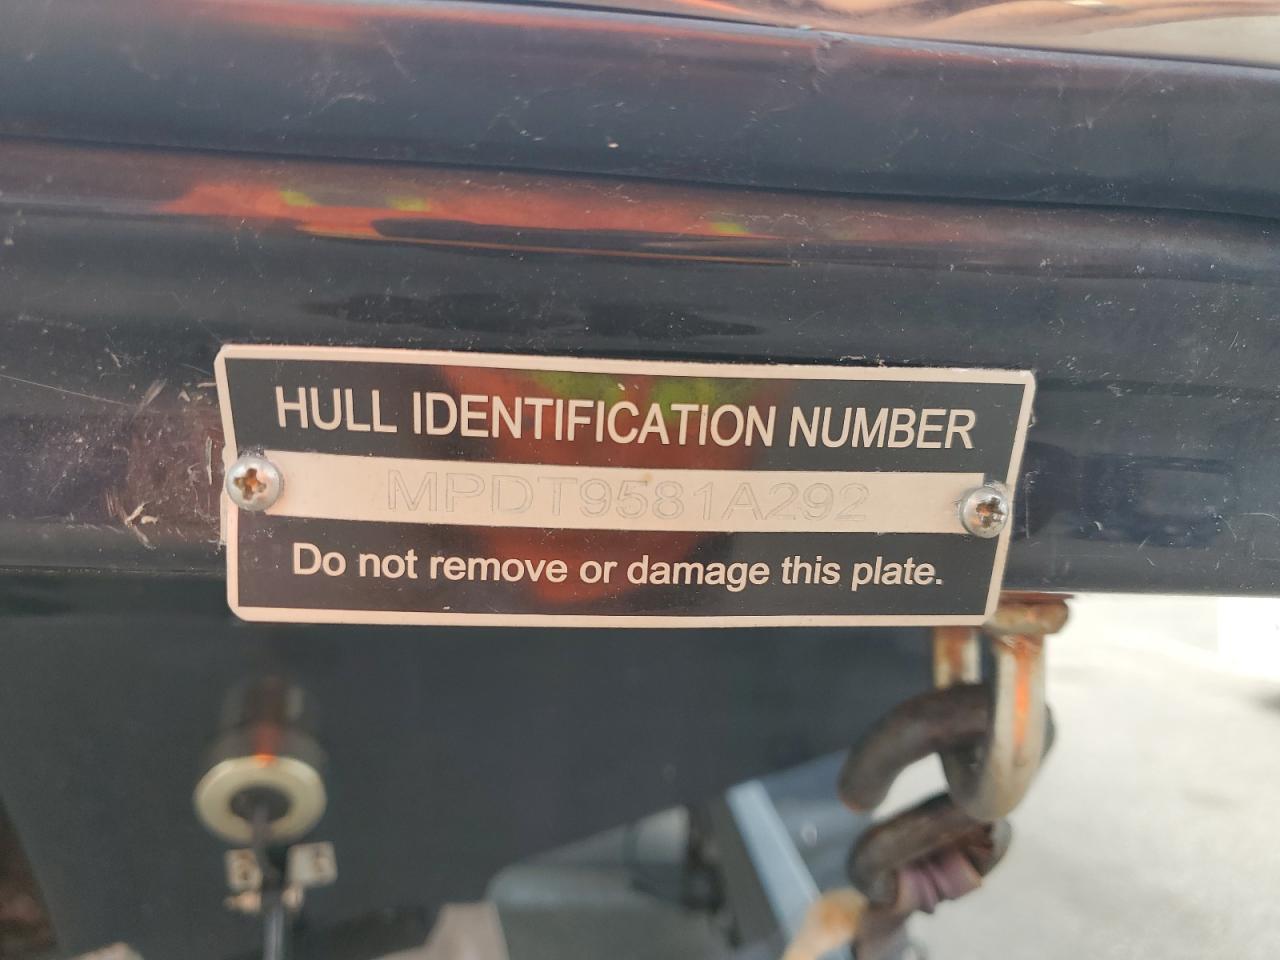 HULL IDENTIFICATION NUMBER
MPDT9581A292
Do not remove or damage this plate.